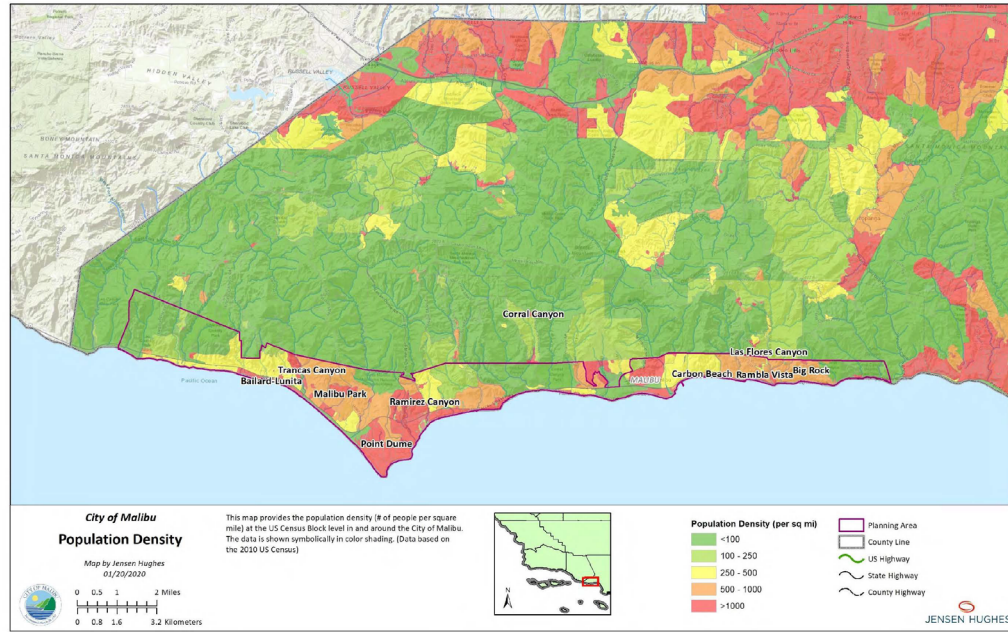 HIDDEN VALLEY
RUSSELL VALLEY
BONEY MOUNTAIN
SANTA MONICA MOUNTAINS
Corral Canyon
Las Flores Canyon
Trancas Canyon
Bailard-Lunita
Carbon Beach
Rambla Vista
Big Rock
MALIBU
Malibu Park
Ramirez Canyon
Point Dume
Pacific Ocean
City of Malibu
Population Density
Map by Jensen Hughes
01/20/2020
0 0.5 1 2 Miles
0 0.8 1.6 3.2 Kilometers
This map provides the population density (# of people per square
mile) at the US Census Block level in and around the City of Malibu.
The data is shown symbolically in color shading. (Data based on
the 2010 US Census)
N
Population Density (per sq mi)
<100
100 - 250
250 - 500
500 - 1000
>1000
Planning Area
County Line
US Highway
State Highway
County Highway
JENSEN HUGHES